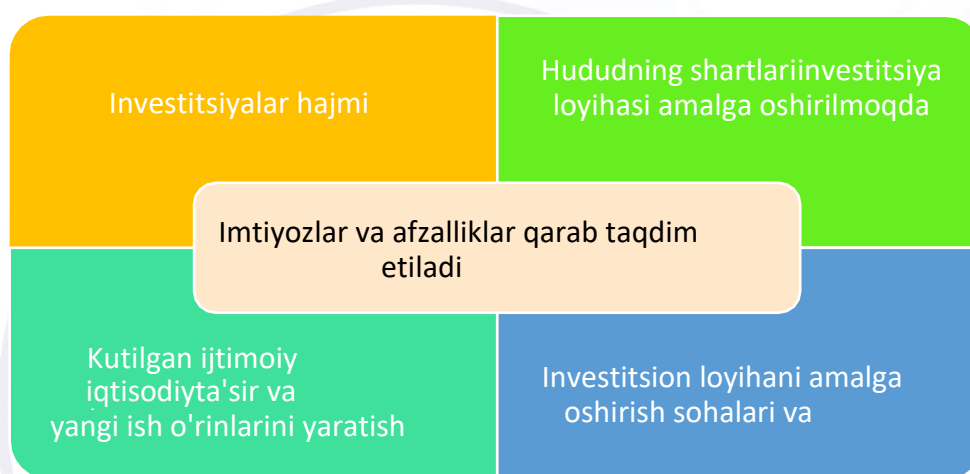 Investitsiyalar hajmi
Hududning shartlariinvestitsiya
loyihasi amalga oshirilmoqda
Imtiyozlar va afzalliklar qarab taqdim
etiladi
Kutilgan ijtimoiy
iqtisodiyta'sir va
yangi ish o'rinlarini yaratish
Investitsion loyihani amalga
oshirish sohalari va